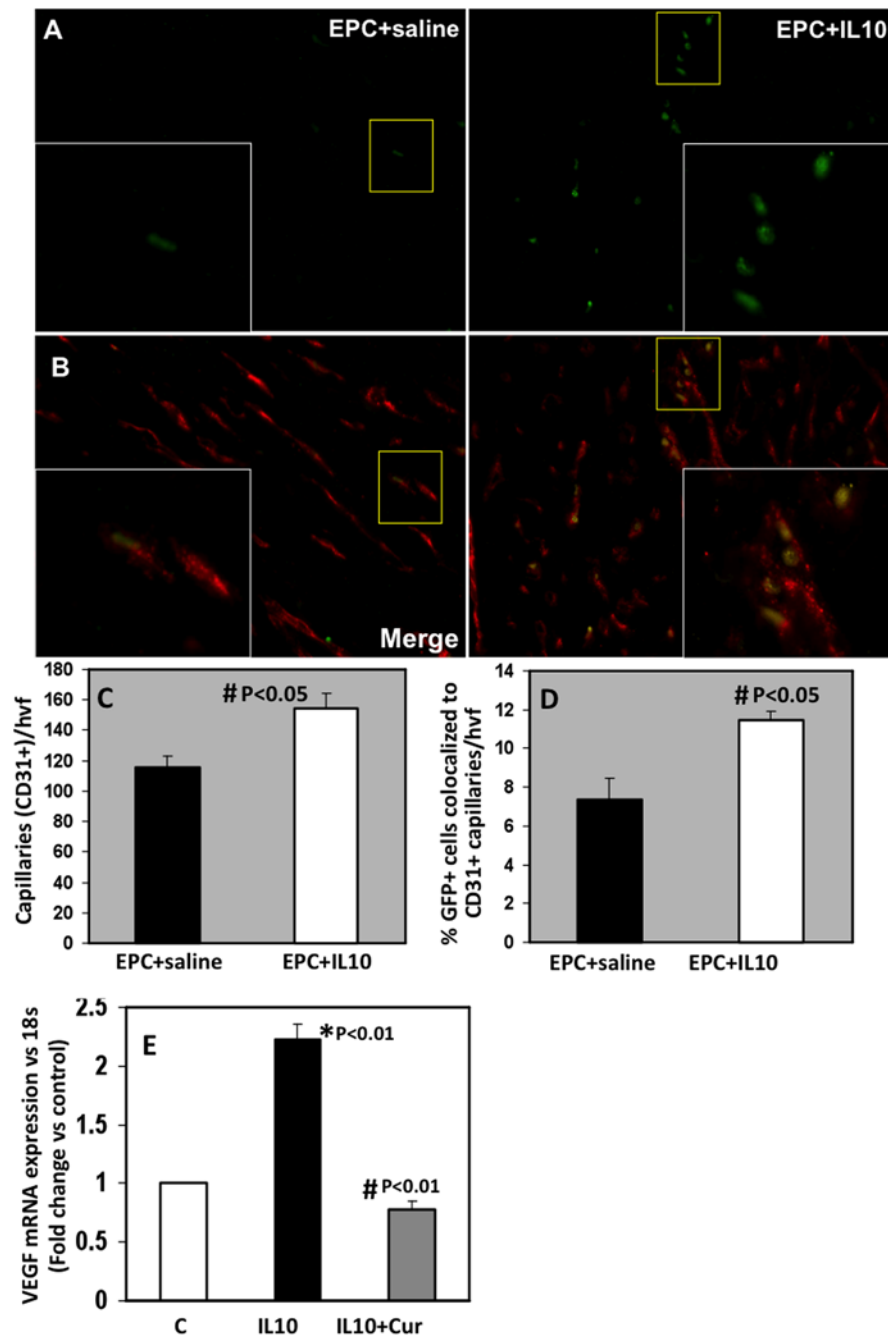 A
EPC+saline
EPC+IL10
B
Merge
C
# P<0.05
Capillaries (CD31+)/hvf
180
160
140
120
100
80
60
40
20
0
EPC+saline
EPC+IL10
D
# P<0.05
% GFP+ cells colocalized to
CD31+ capillaries/hvf
14
12
10
8
6
4
2
0
EPC+saline
EPC+IL10
E
* P<0.01
# P<0.01
VEGF mRNA expression vs 18s
(Fold change vs control)
2.5
2
1.5
1
0.5
0
C
IL10
IL10+Cur